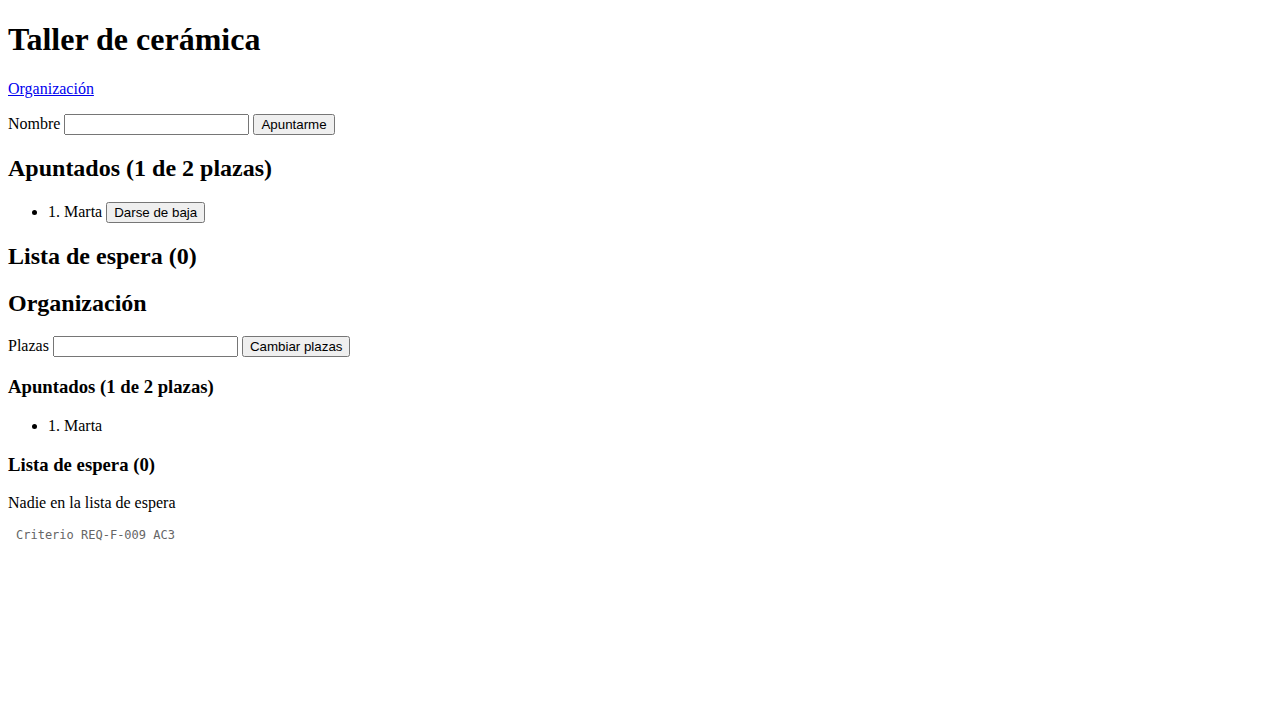 Taller de cerámica
Organización
Nombre Apuntarme
Apuntados (1 de 2 plazas)
1. Marta Darse de baja
Lista de espera (0)
Organización
Plazas Cambiar plazas
Apuntados (1 de 2 plazas)
1. Marta
Lista de espera (0)
Nadie en la lista de espera
Criterio REQ-F-009 AC3